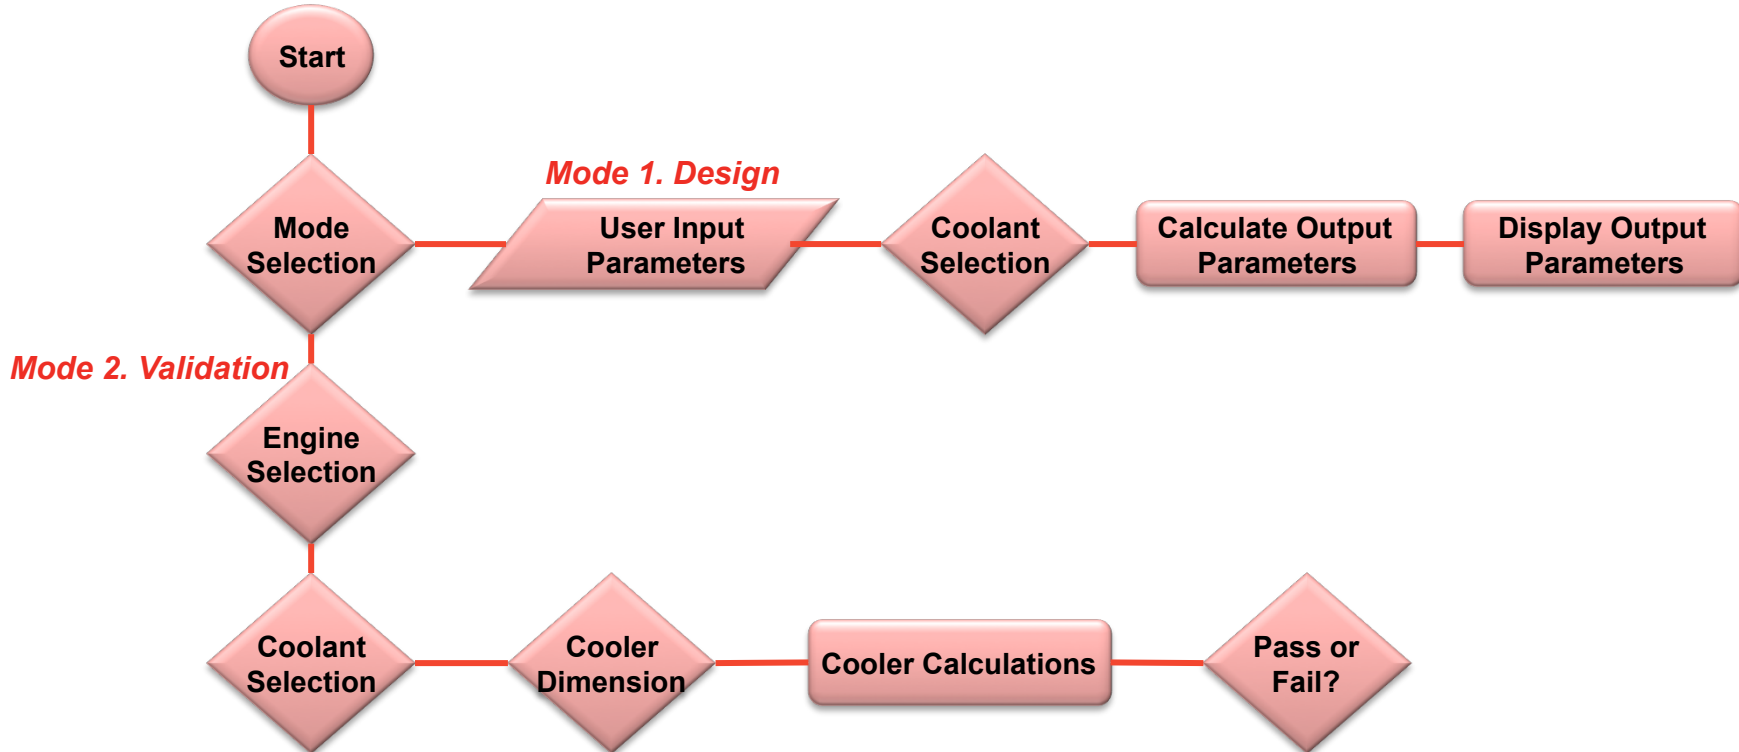 Start
Mode
Selection
Mode 1. Design
User Input
Parameters
Coolant
Selection
Calculate Output
Parameters
Display Output
Parameters
Mode 2. Validation
Engine
Selection
Coolant
Selection
Cooler
Dimension
Cooler Calculations
Pass or
Fail?